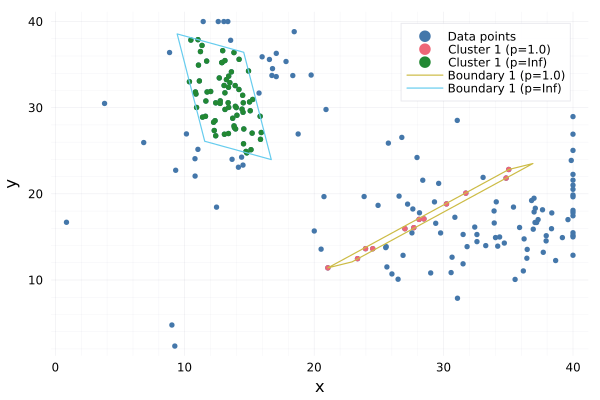 40
30
20
10
0
10
20
30
40
x
y
Data points
Cluster 1 (p=1.0)
Cluster 1 (p=Inf)
Boundary 1 (p=1.0)
Boundary 1 (p=Inf)